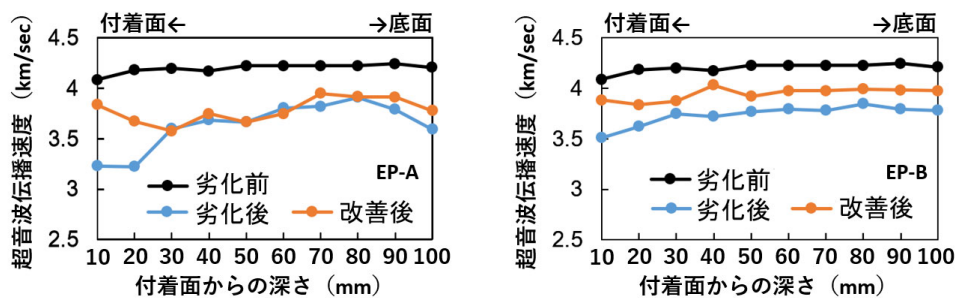 付着面← →底面
4.5
4
3.5
3
2.5
超音波伝播速度 (km/sec)
EP-A
劣化前
劣化後 改善後
10 20 30 40 50 60 70 80 90 100
付着面からの深さ (mm)
付着面← →底面
4.5
4
3.5
3
2.5
超音波伝播速度 (km/sec)
EP-B
劣化前
劣化後 改善後
10 20 30 40 50 60 70 80 90 100
付着面からの深さ (mm)